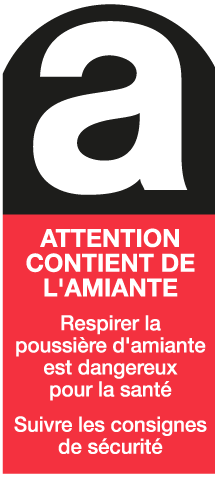 a
ATTENTION
CONTIENT DE
L'AMIANTE
Respirer la
poussière d'amiante
est dangereux
pour la santé
Suivre les consignes
de sécurité